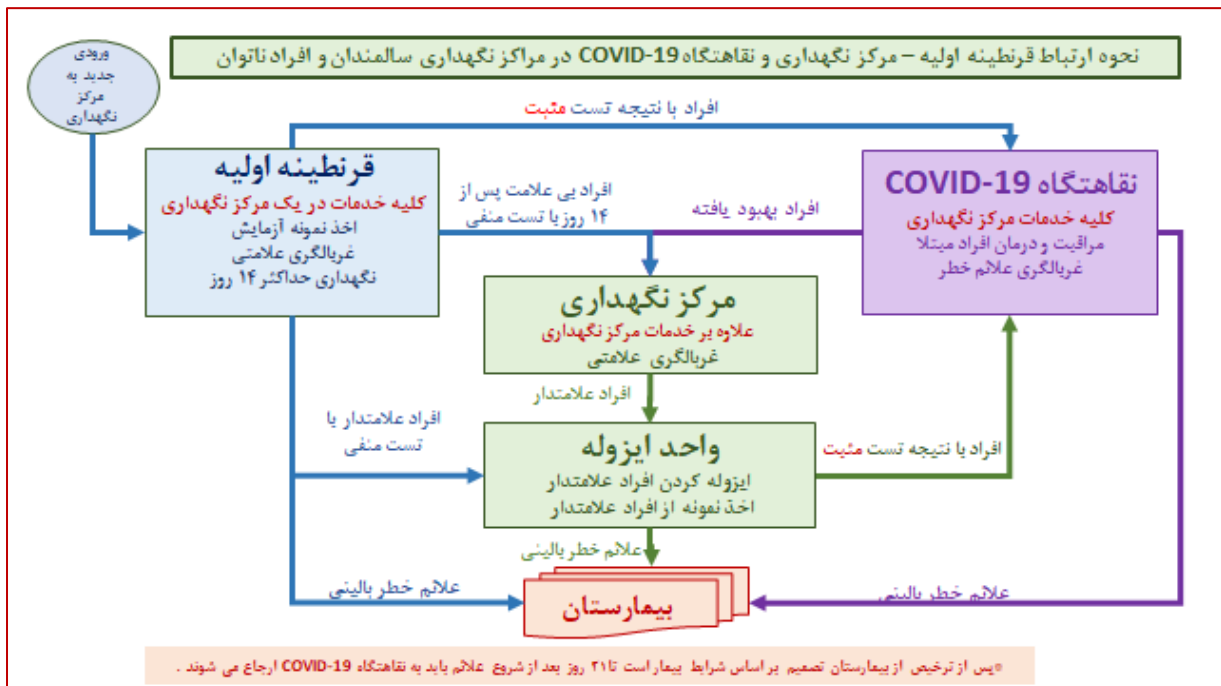 نحوه ارتباط قرنطینه اولیه – مرکز نگهداری و نقاهتگاه COVID-19 در مراکز نگهداری سالمندان و افراد ناتوان
ورودی
جدید به
مرکز
نگهداری
افراد با نتیجه تست مثبت
قرنطینه اولیه
کلیه خدمات در یک مرکز نگهداری
اخذ نمونه آزمایش
غربالگری علامتی
نگهداری حداکثر ۱۴ روز
افراد بی علامت پس از
۱۴ روز با تست منفی
افراد بهبود یافته
نقاهتگاه COVID-19
کلیه خدمات مرکز نگهداری
مراقبت و درمان افراد مبتلا
غربالگری علائم خطر
مرکز نگهداری
علاوه بر خدمات مرکز نگهداری
غربالگری علامتی
افراد علامتدار
افراد علامتدار با
تست منفی
واحد ایزوله
ایزوله کردن افراد علامتدار
اخذ نمونه از افراد علامتدار
افراد با نتیجه تست مثبت
علائم خطر بالینی
علائم خطر بالینی
علائم خطر بالینی
بیمارستان
*پس از ترخیص از بیمارستان تصمیم بر اساس شرایط بیمار است تا ۲۱ روز بعد از شروع علائم باید به نقاهتگاه COVID-19 ارجاع می شوند .